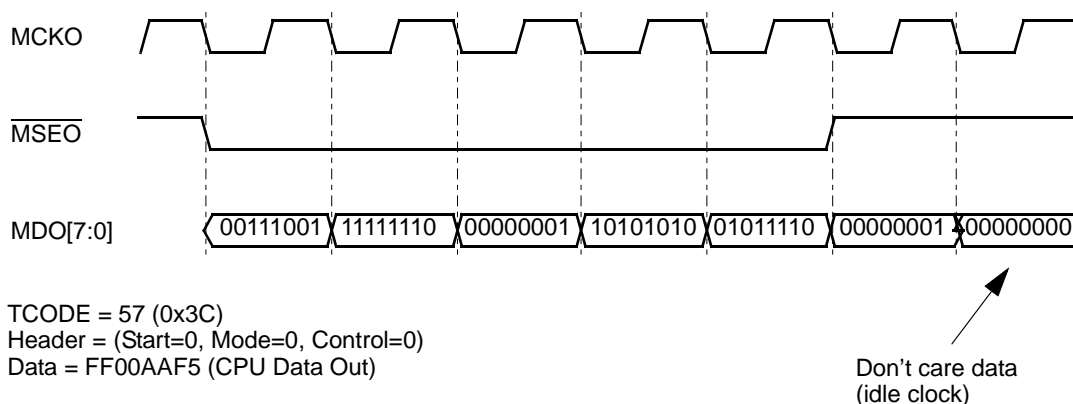 MCKO
MSEO
MDO[7:0]
00111001 11111110 00000001 10101010 01011110 00000001 00000000
TCODE = 57 (0x3C)
Header = (Start=0, Mode=0, Control=0)
Data = FF00AAF5 (CPU Data Out)
Don't care data
(idle clock)